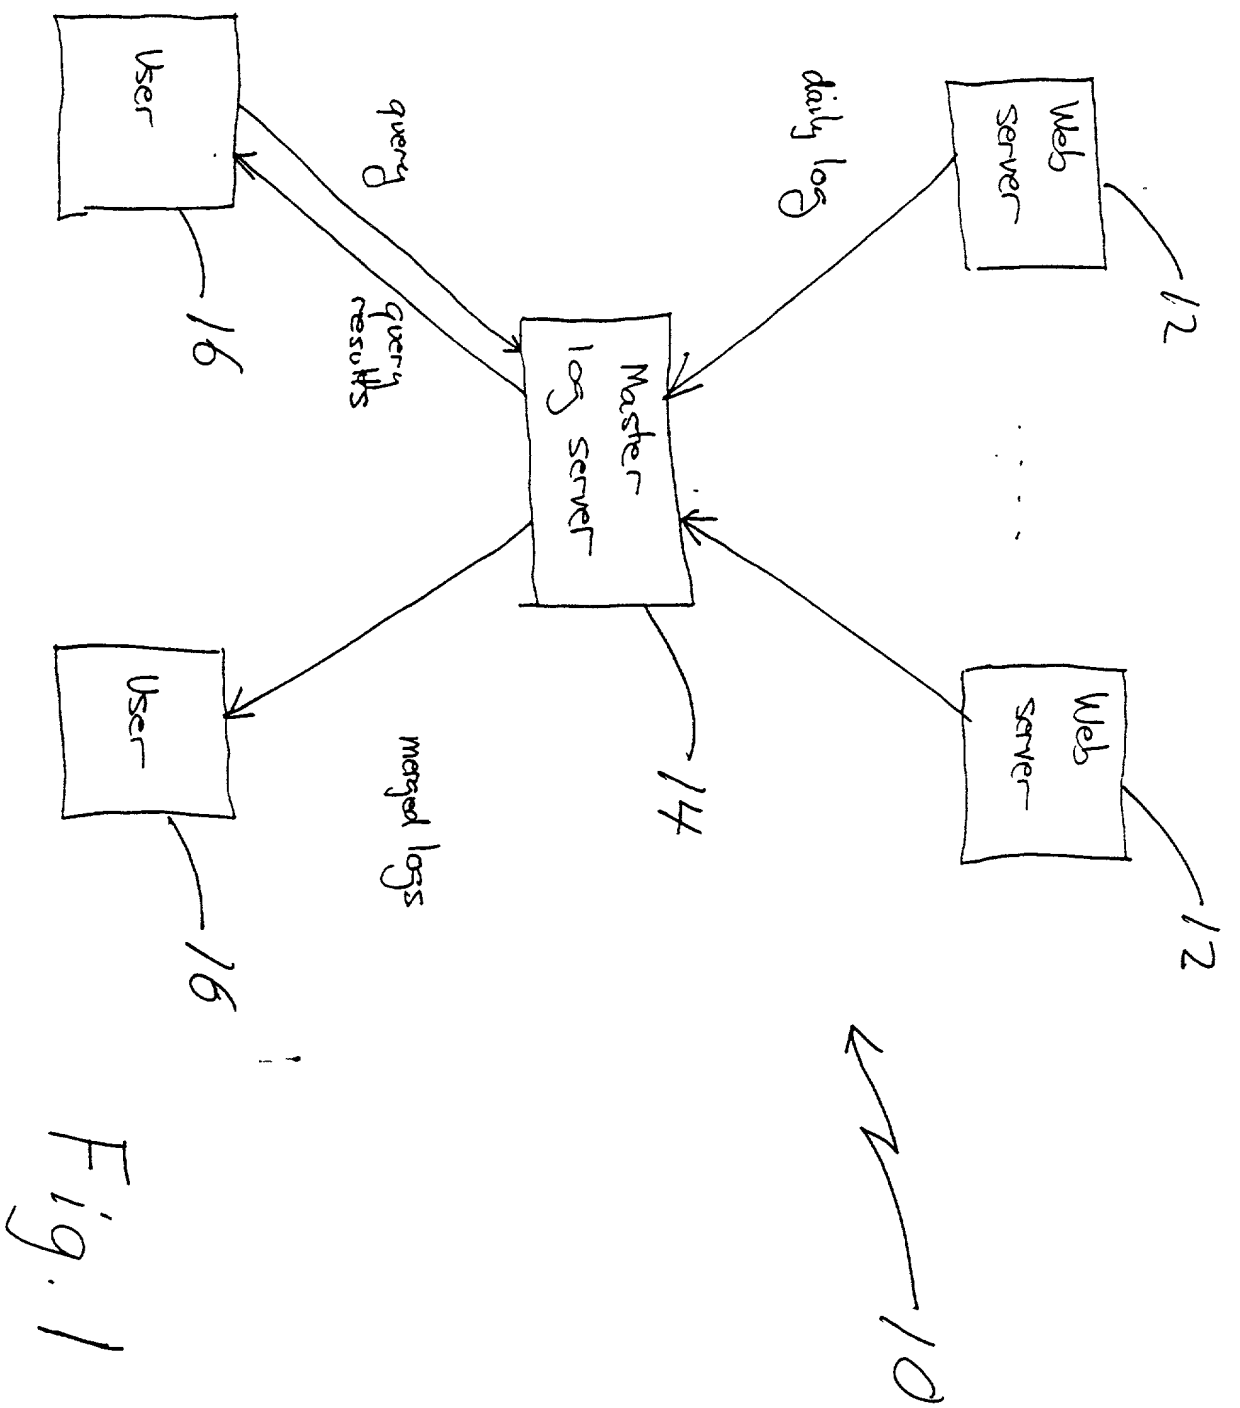 Web
server
12
Web
server
12
daily log
10
Master
log server
14
query
query
results
merged logs
User
16
User
16
Fig. 1